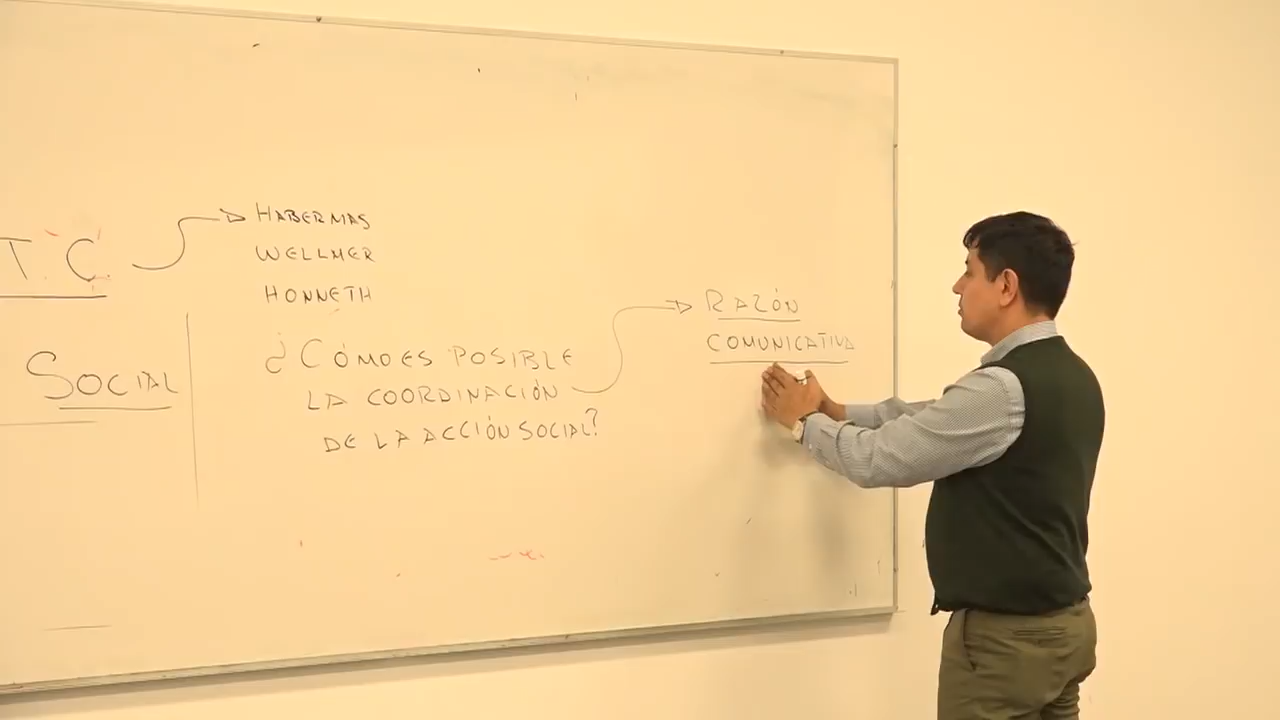 T.C.
HABERMAS
WELLMER
HONNETH
SOCIAL
¿CÓMO ES POSIBLE
LA COORDINACIÓN
DE LA ACCIÓN SOCIAL?
RAZÓN
COMUNICATIVA